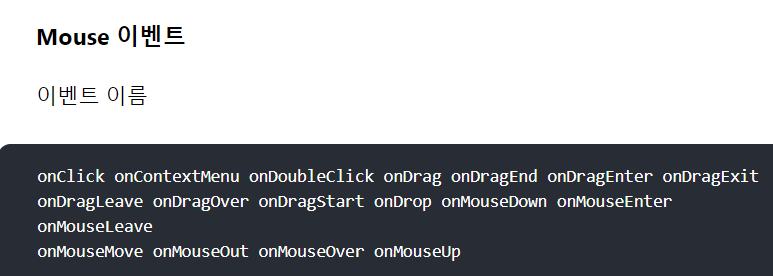 Mouse 이벤트
이벤트 이름
onClick onContextMenu onDoubleClick onDrag onDragEnd onDragEnter onDragExit
onDragLeave onDragOver onDragStart onDrop onMouseDown onMouseEnter
onMouseLeave
onMouseMove onMouseOut onMouseOver onMouseUp